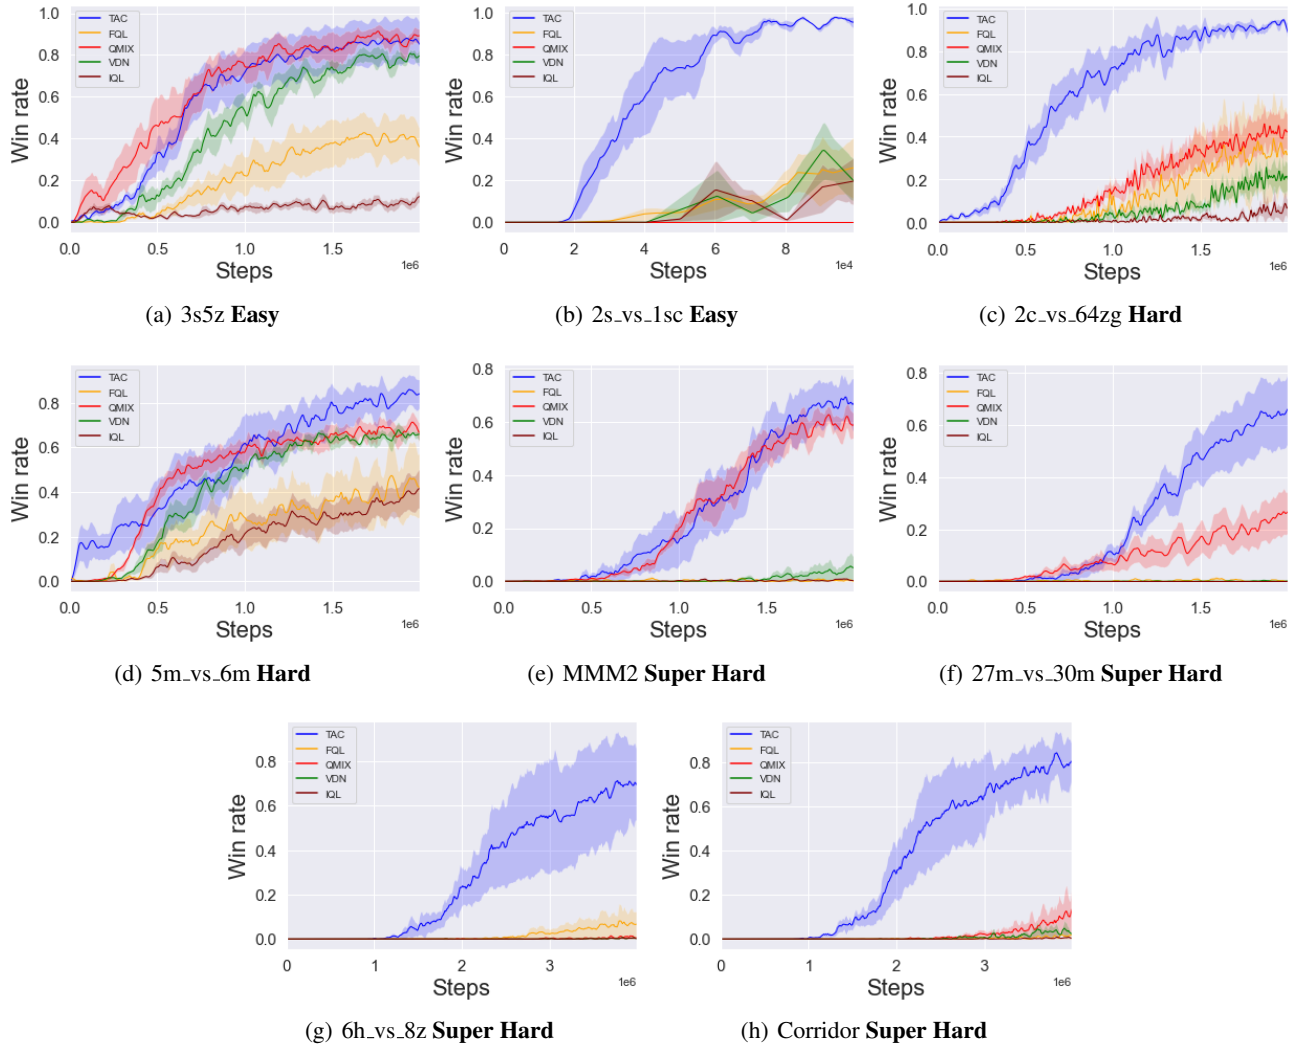 1.0
0.8
0.6
0.4
0.2
0.0
Win rate
TAC
FQL
QMIX
VDN
IQL
0.0 0.5 1.0 1.5
1e6
Steps
(a) 3s5z Easy
1.0
0.8
0.6
0.4
0.2
0.0
Win rate
TAC
FQL
QMIX
VDN
IQL
0 2 4 6 8
1e4
Steps
(b) 2s_vs_1sc Easy
1.0
0.8
0.6
0.4
0.2
0.0
Win rate
TAC
FQL
QMIX
VDN
IQL
0.0 0.5 1.0 1.5
1e6
Steps
(c) 2c_vs_64zg Hard
0.8
0.6
0.4
0.2
0.0
Win rate
TAC
FQL
QMIX
VDN
IQL
0.0 0.5 1.0 1.5
1e6
Steps
(d) 5m_vs_6m Hard
0.8
0.6
0.4
0.2
0.0
Win rate
TAC
FQL
QMIX
VDN
IQL
0.0 0.5 1.0 1.5
1e6
Steps
(e) MMM2 Super Hard
0.8
0.6
0.4
0.2
0.0
Win rate
TAC
FQL
QMIX
VDN
IQL
0.0 0.5 1.0 1.5
1e6
Steps
(f) 27m_vs_30m Super Hard
0.8
0.6
0.4
0.2
0.0
Win rate
TAC
FQL
QMIX
VDN
IQL
0 1 2 3
1e6
Steps
(g) 6h_vs_8z Super Hard
0.8
0.6
0.4
0.2
0.0
Win rate
TAC
FQL
QMIX
VDN
IQL
0 1 2 3
1e6
Steps
(h) Corridor Super Hard